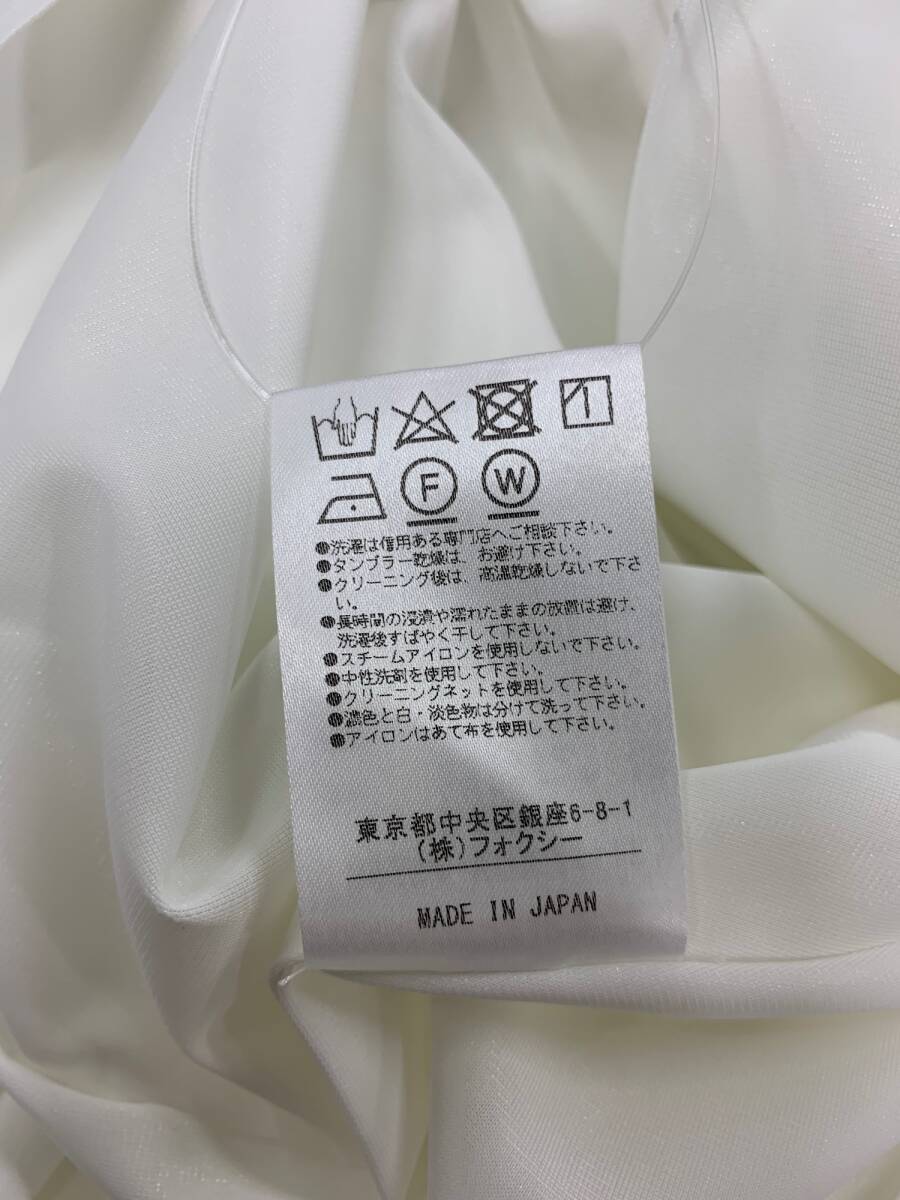 F W
●洗濯は信用ある専門店へご相談下さい。
●タンブラー乾燥は、お避け下さい。
●クリーニング後は、高温乾燥しないで下さ
い。
●長時間の浸漬や濡れたままの放置は避け、
洗濯後すばやく干して下さい。
●スチームアイロンを使用しないで下さい。
●中性洗剤を使用して下さい。
●クリーニングネットを使用して下さい。
●濃色と白・淡色物は分けて洗って下さい。
●アイロンはあて布を使用して下さい。
東京都中央区銀座6-8-1
(株)フォクシー
MADE IN JAPAN